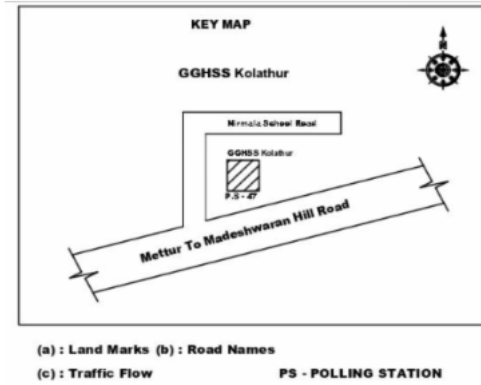 KEY MAP
N
GGHSS Kolathur
Nirmala School Road
GGHSS Kolathur
P.S - 47
Mettur To Madeshwaran Hill Road
(a) : Land Marks (b) : Road Names
(c) : Traffic Flow PS - POLLING STATION